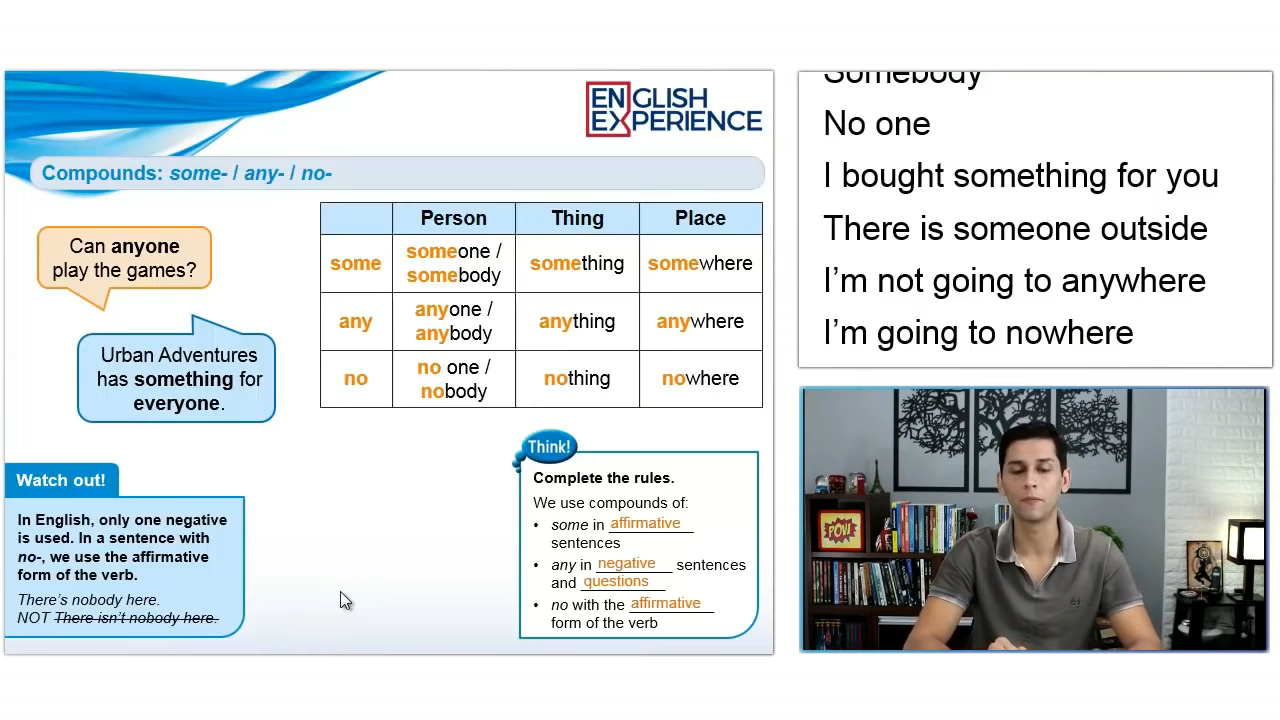 ENGLISH
EXPERIENCE
Compounds: some- / any- / no-
Can anyone
play the games?
Urban Adventures
has something for
everyone.
Person Thing Place
some someone / somebody something somewhere
any anyone / anybody anything anywhere
no no one / nobody nothing nowhere
Watch out!
In English, only one negative
is used. In a sentence with
no-, we use the affirmative
form of the verb.
There's nobody here.
NOT There isn't nobody here.
Think!
Complete the rules.
We use compounds of:
• some in affirmative
sentences
• any in negative sentences
and questions
• no with the affirmative
form of the verb
Somebody
No one
I bought something for you
There is someone outside
I'm not going to anywhere
I'm going to nowhere
POW!